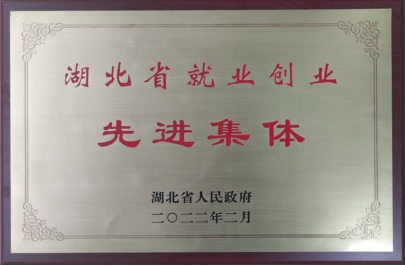 湖北省就业创业
先进集体
湖北省人民政府
二〇二二年二月